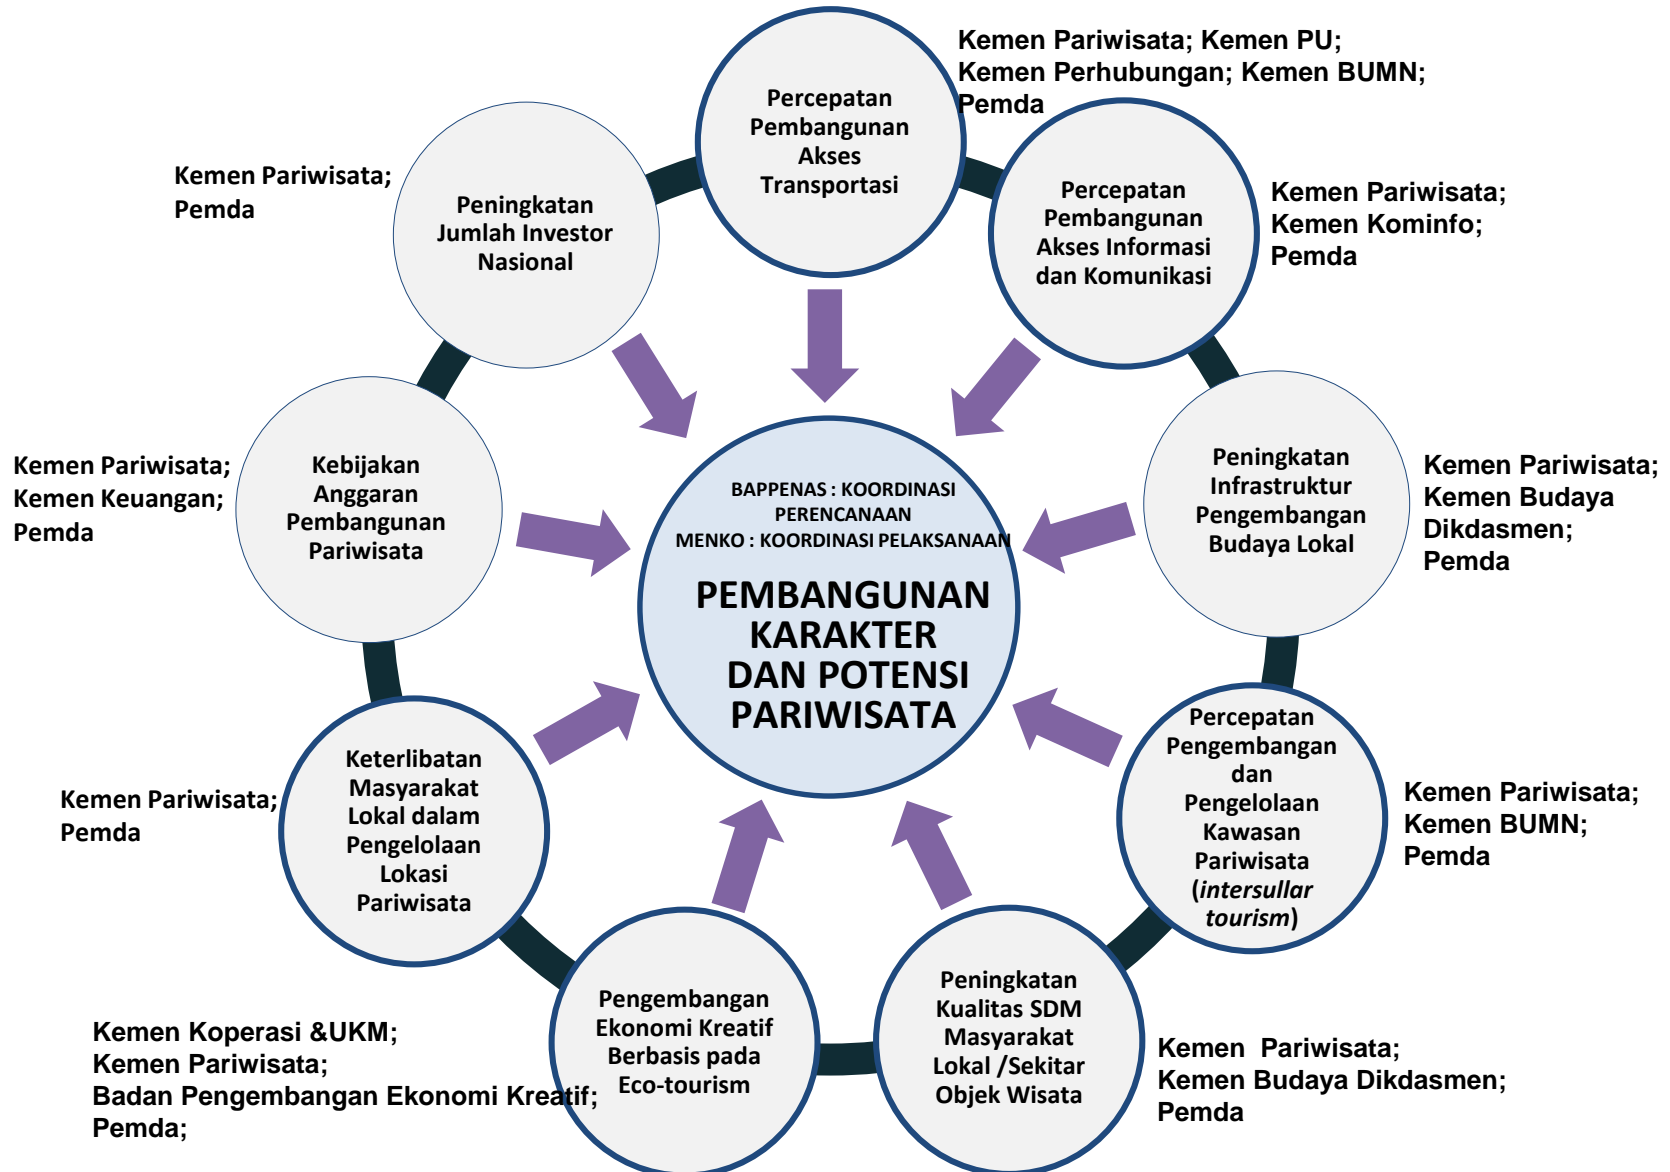 Kemen Pariwisata; Kemen PU;
Kemen Perhubungan; Kemen BUMN;
Pemda
Percepatan
Pembangunan
Akses
Transportasi
Kemen Pariwisata;
Pemda
Peningkatan
Jumlah Investor
Nasional
Percepatan
Pembangunan
Akses Informasi
dan Komunikasi
Kemen Pariwisata;
Kemen Kominfo;
Pemda
Kemen Pariwisata;
Kemen Keuangan;
Pemda
Kebijakan
Anggaran
Pembangunan
Pariwisata
BAPPENAS : KOORDINASI
PERENCANAAN
MENKO : KOORDINASI PELAKSANAAN
PEMBANGUNAN
KARAKTER
DAN POTENSI
PARIWISATA
Peningkatan
Infrastruktur
Pengembangan
Budaya Lokal
Kemen Pariwisata;
Kemen Budaya
Dikdasmen;
Pemda
Kemen Pariwisata;
Pemda
Keterlibatan
Masyarakat
Lokal dalam
Pengelolaan
Lokasi
Pariwisata
Percepatan
Pengembangan
dan
Pengelolaan
Kawasan
Pariwisata
(intersullar
tourism)
Kemen Pariwisata;
Kemen BUMN;
Pemda
Kemen Koperasi &UKM;
Kemen Pariwisata;
Badan Pengembangan Ekonomi Kreatif;
Pemda;
Pengembangan
Ekonomi Kreatif
Berbasis pada
Eco-tourism
Peningkatan
Kualitas SDM
Masyarakat
Lokal /Sekitar
Objek Wisata
Kemen  Pariwisata;
Kemen Budaya Dikdasmen;
Pemda